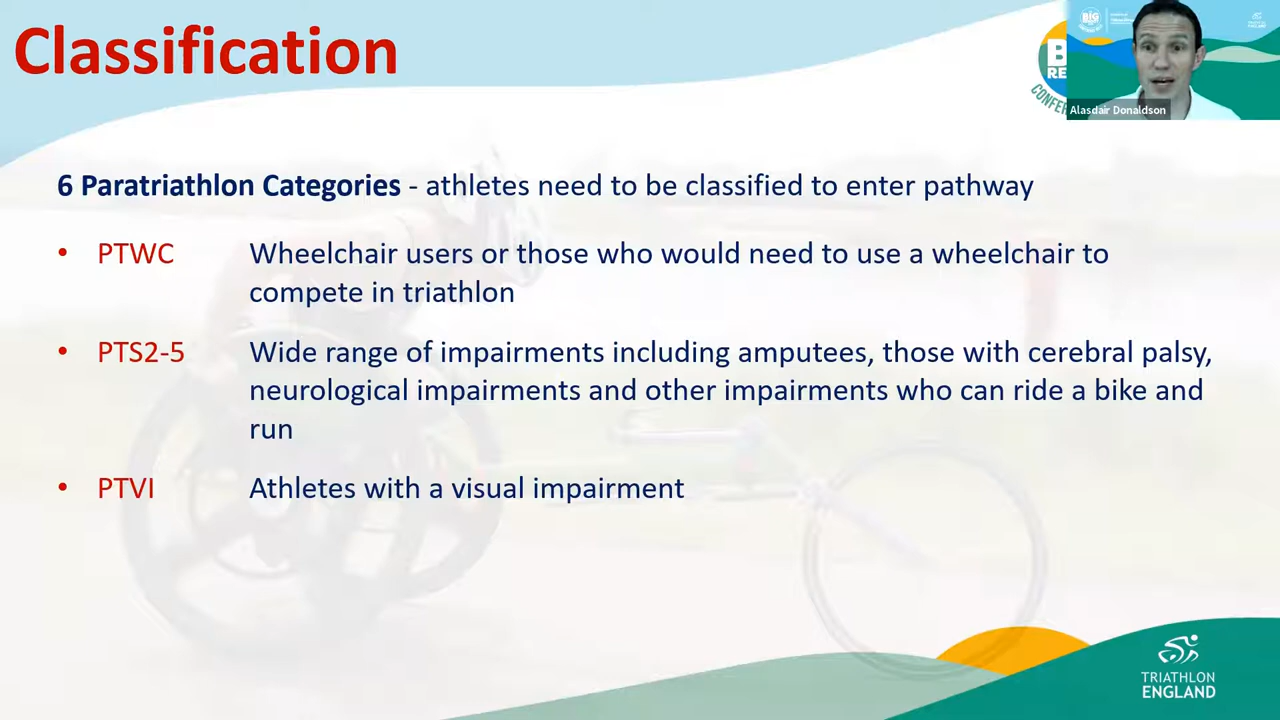 Classification
Alasdair Donaldson
6 Paratriathlon Categories - athletes need to be classified to enter pathway
• PTWC Wheelchair users or those who would need to use a wheelchair to
compete in triathlon
• PTS2-5 Wide range of impairments including amputees, those with cerebral palsy,
neurological impairments and other impairments who can ride a bike and
run
• PTVI Athletes with a visual impairment
TRIATHLON
ENGLAND